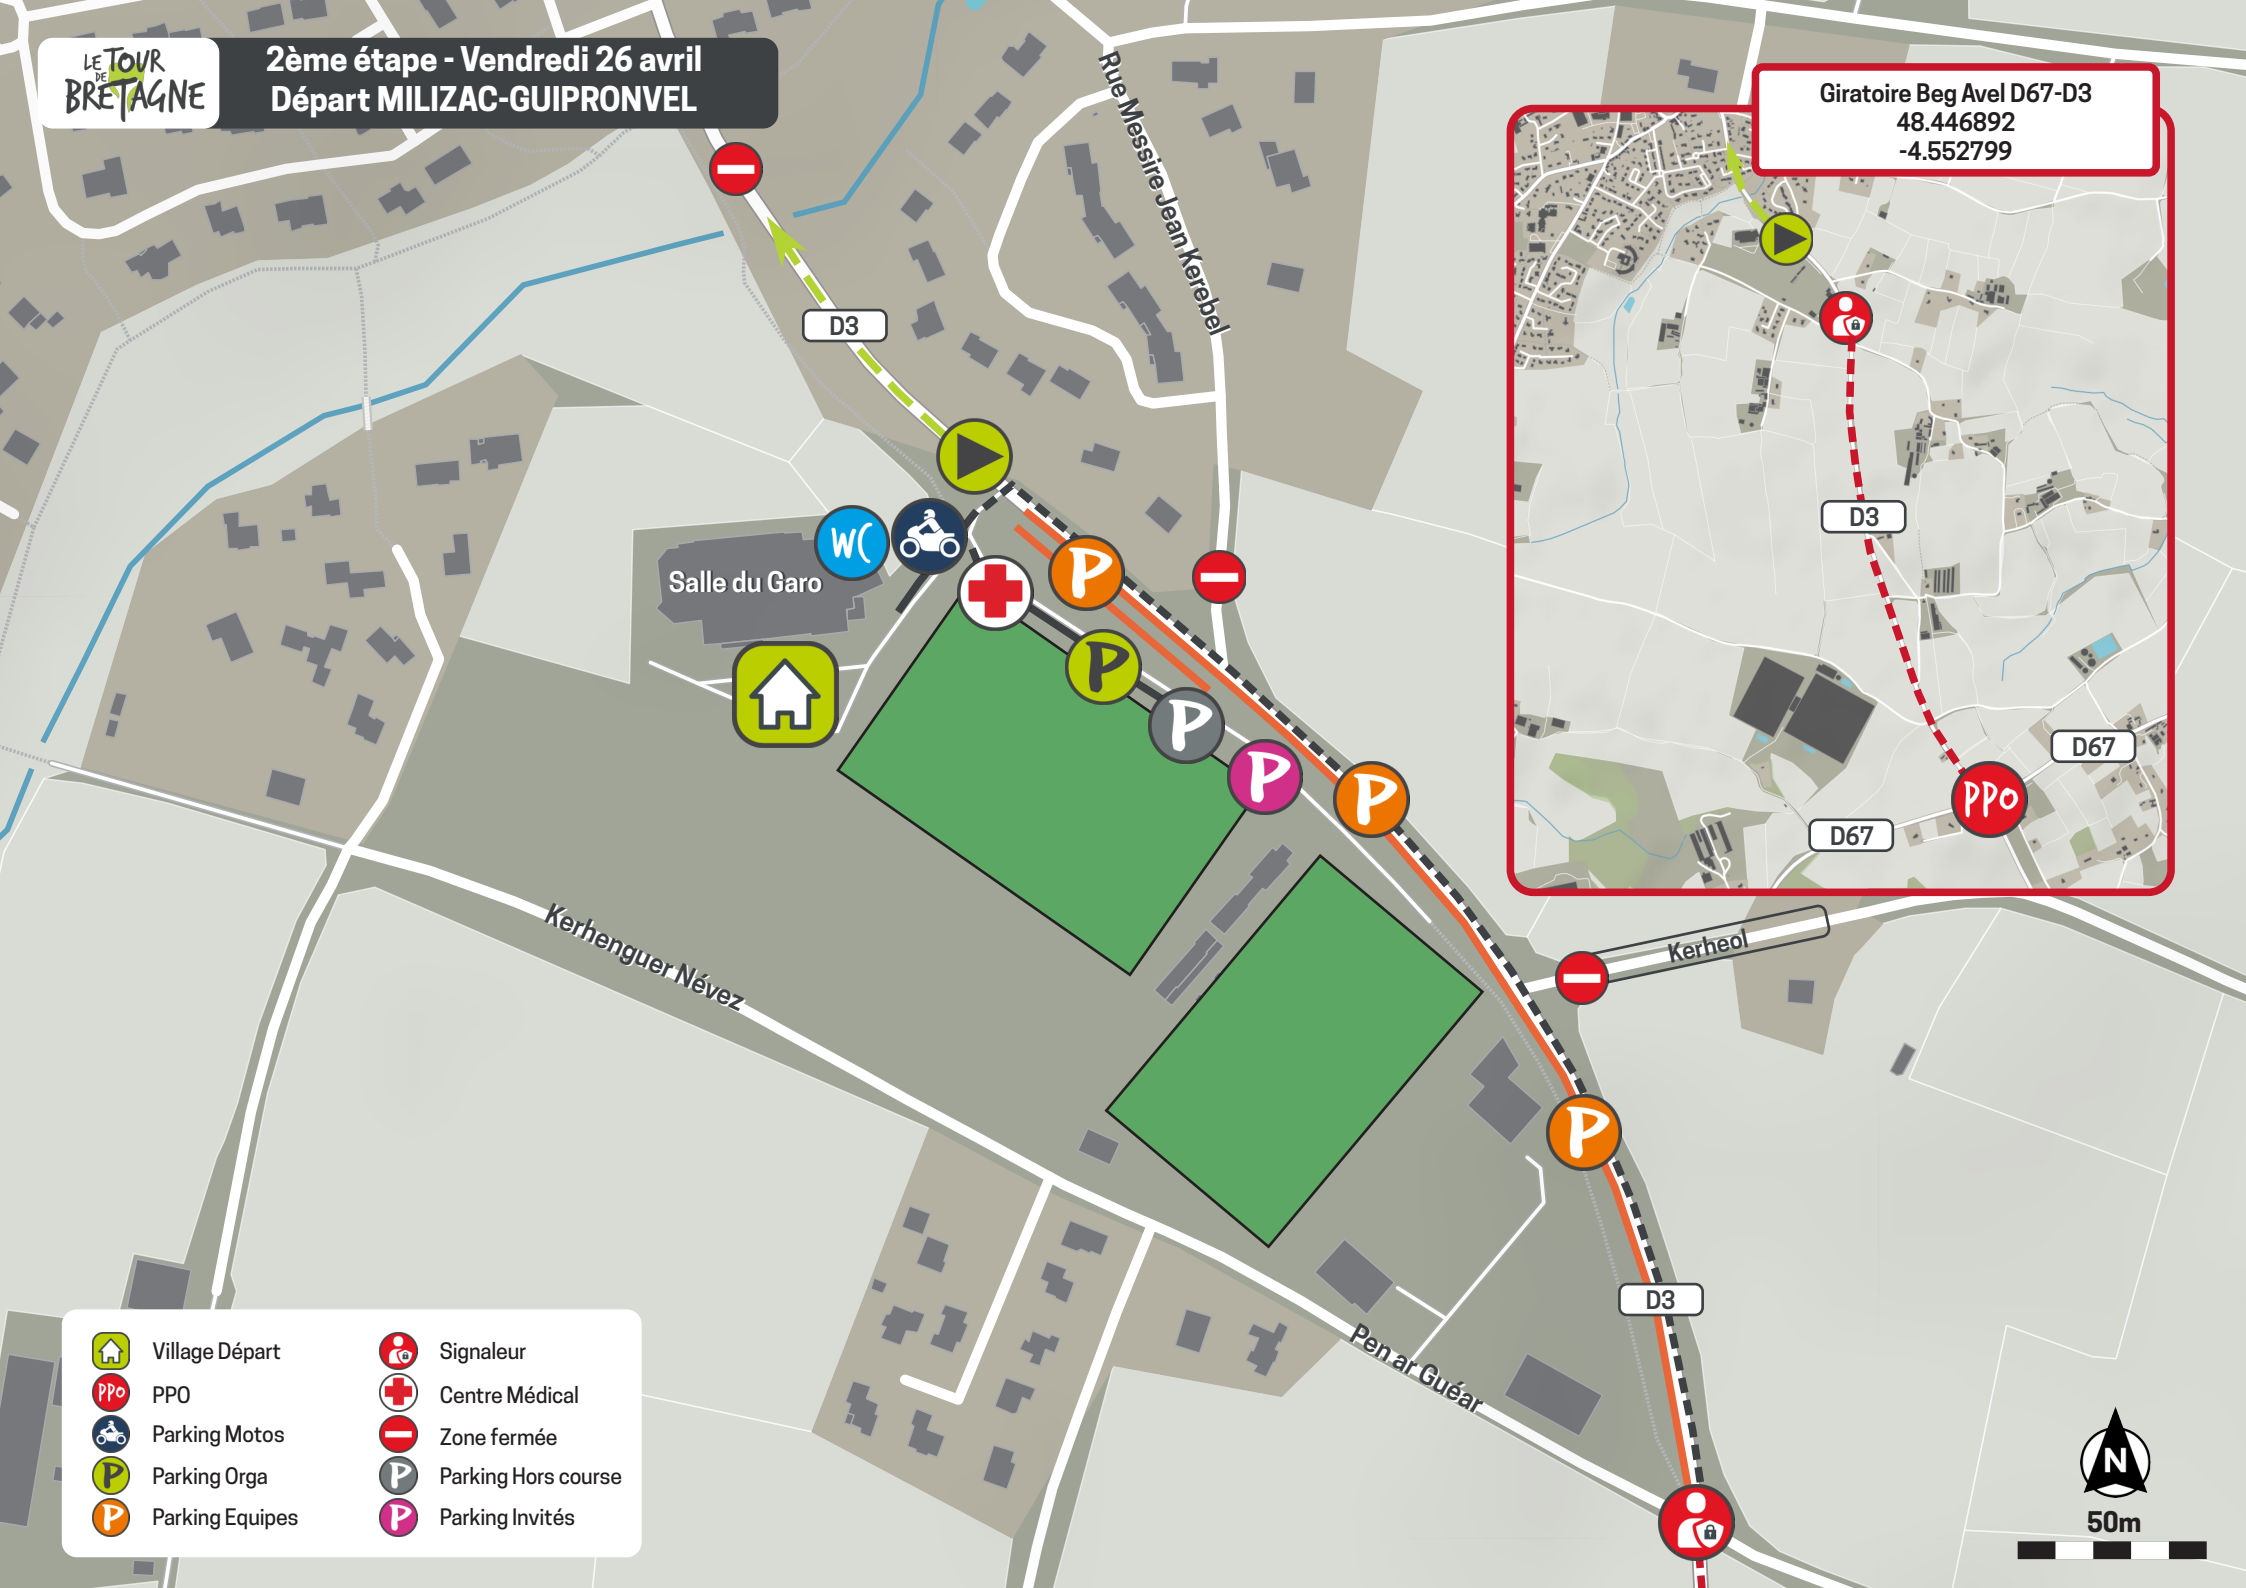 LE TOUR
DE
BRETAGNE
2ème étape - Vendredi 26 avril
Départ MILIZAC-GUIPRONVEL
Rue Messire Jean Kerebel
Giratoire Beg Avel D67-D3
48.446892
-4.552799
D3
D3
D67
D67
PPO
WC
P
Salle du Garo
P
P
P
P
Kerheol
Kerhenguer Névez
P
D3
Pen ar Guéar
Village Départ
PPO
PPO
Parking Motos
P
Parking Orga
P
Parking Equipes
Signaleur
Centre Médical
Zone fermée
P
Parking Hors course
P
Parking Invités
N
50m